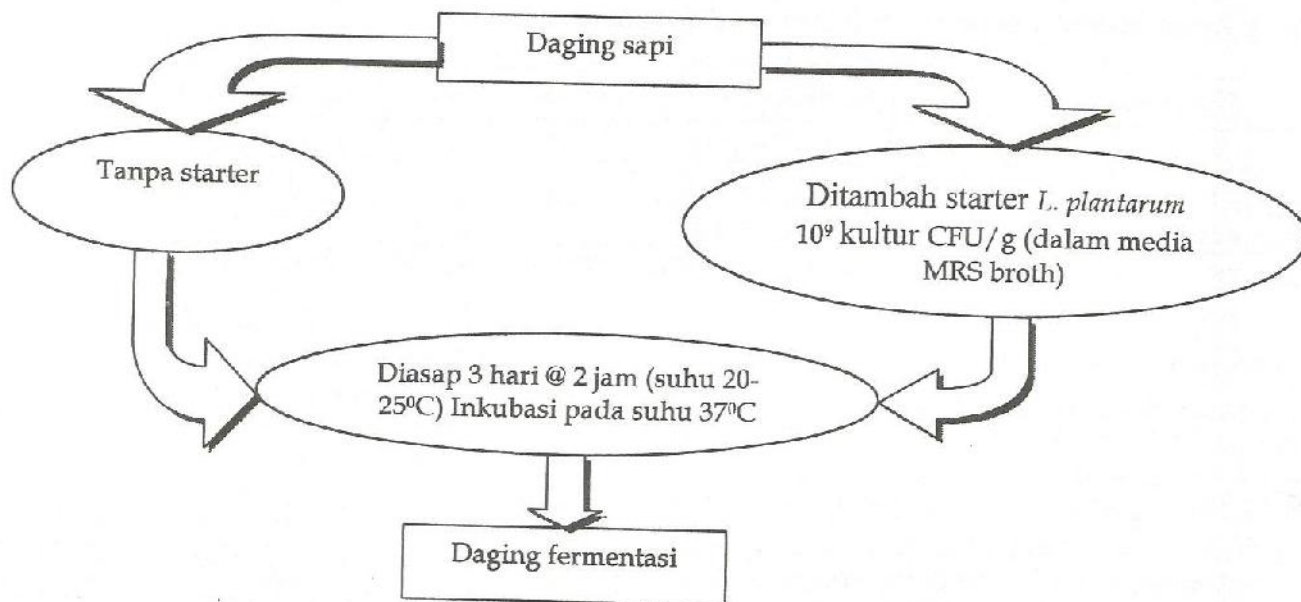 Daging sapi
Tanpa starter
Ditambah starter L. plantarum
10⁹ kultur CFU/g (dalam media
MRS broth)
Diasap 3 hari @ 2 jam (suhu 20-
25⁰C) Inkubasi pada suhu 37⁰C
Daging fermentasi